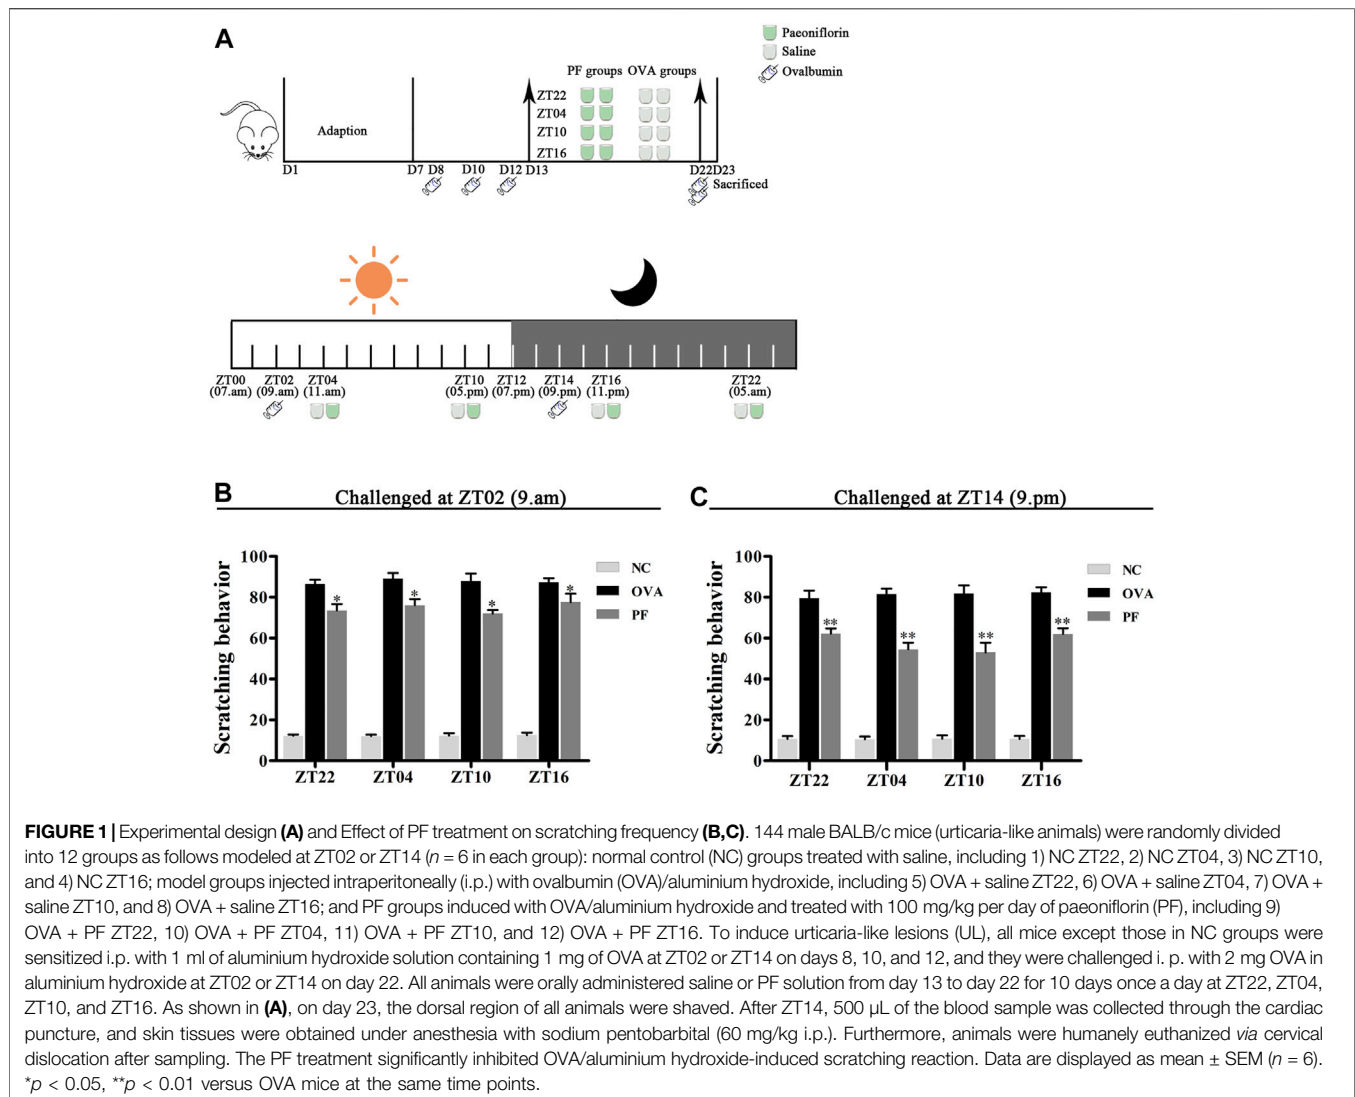 A
Paeoniflorin
Saline
Ovalbumin
PF groups OVA groups
ZT22
ZT04
ZT10
ZT16
Adaption
D1 D7 D8 D10 D12 D13 D22 D23
Sacrificed
ZT00 ZT02 ZT04 ZT10 ZT12 ZT14 ZT16 ZT22
(07.am) (09.am) (11.am) (05.pm) (07.pm) (09.pm) (11.pm) (05.am)
B Challenged at ZT02 (9.am)
Scratching behavior
100
80
60
40
20
0
* * * *
NC
OVA
PF
ZT22 ZT04 ZT10 ZT16
C Challenged at ZT14 (9.pm)
Scratching behavior
100
80
60
40
20
0
** ** ** **
NC
OVA
PF
ZT22 ZT04 ZT10 ZT16
FIGURE 1 | Experimental design (A) and Effect of PF treatment on scratching frequency (B,C). 144 male BALB/c mice (urticaria-like animals) were randomly divided
into 12 groups as follows modeled at ZT02 or ZT14 (n = 6 in each group): normal control (NC) groups treated with saline, including 1) NC ZT22, 2) NC ZT04, 3) NC ZT10,
and 4) NC ZT16; model groups injected intraperitoneally (i.p.) with ovalbumin (OVA)/aluminium hydroxide, including 5) OVA + saline ZT22, 6) OVA + saline ZT04, 7) OVA +
saline ZT10, and 8) OVA + saline ZT16; and PF groups induced with OVA/aluminium hydroxide and treated with 100 mg/kg per day of paeoniflorin (PF), including 9)
OVA + PF ZT22, 10) OVA + PF ZT04, 11) OVA + PF ZT10, and 12) OVA + PF ZT16. To induce urticaria-like lesions (UL), all mice except those in NC groups were
sensitized i.p. with 1 ml of aluminium hydroxide solution containing 1 mg of OVA at ZT02 or ZT14 on days 8, 10, and 12, and they were challenged i. p. with 2 mg OVA in
aluminium hydroxide at ZT02 or ZT14 on day 22. All animals were orally administered saline or PF solution from day 13 to day 22 for 10 days once a day at ZT22, ZT04,
ZT10, and ZT16. As shown in (A), on day 23, the dorsal region of all animals were shaved. After ZT14, 500 µL of the blood sample was collected through the cardiac
puncture, and skin tissues were obtained under anesthesia with sodium pentobarbital (60 mg/kg i.p.). Furthermore, animals were humanely euthanized via cervical
dislocation after sampling. The PF treatment significantly inhibited OVA/aluminium hydroxide-induced scratching reaction. Data are displayed as mean ± SEM (n = 6).
*p < 0.05, **p < 0.01 versus OVA mice at the same time points.